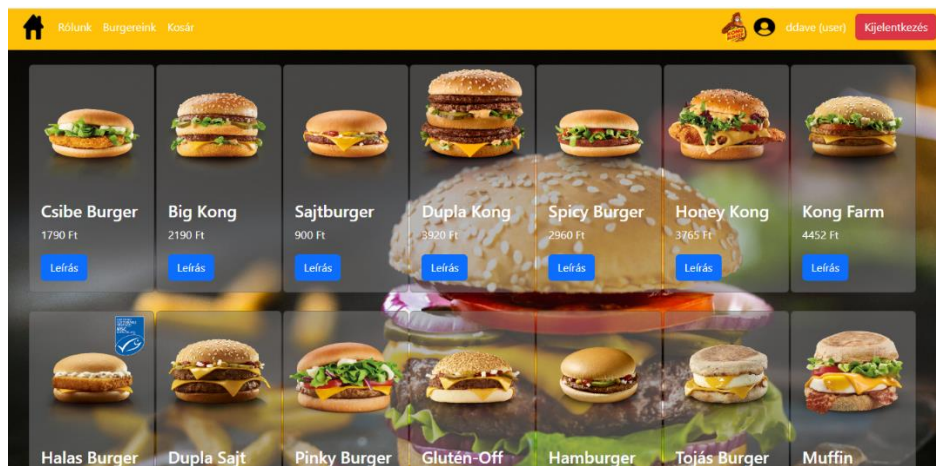 Rólunk Burgereink Kosár
ddave (user) Kijelentkezés
Csibe Burger
1790 Ft
Leírás
Big Kong
2190 Ft
Leírás
Sajtburger
900 Ft
Leírás
Dupla Kong
3920 Ft
Leírás
Spicy Burger
2960 Ft
Leírás
Honey Kong
3765 Ft
Leírás
Kong Farm
4452 Ft
Leírás
Halas Burger
Dupla Sajt
Pinky Burger
Glutén-Off
Hamburger
Tojás Burger
Muffin